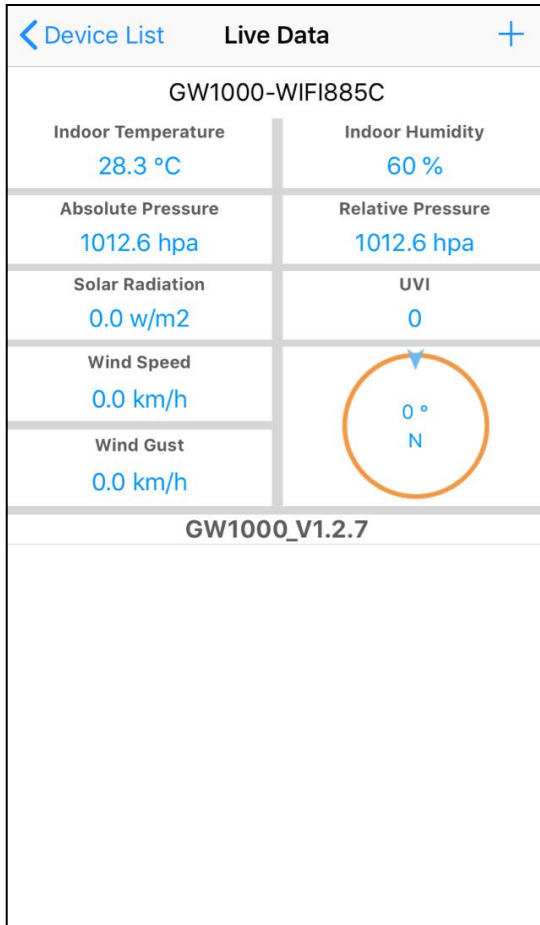 Device List Live Data +
GW1000-WIFI885C
Indoor Temperature Indoor Humidity
28.3 °C 60 %
Absolute Pressure Relative Pressure
1012.6 hpa 1012.6 hpa
Solar Radiation UVI
0.0 w/m2 0
Wind Speed
0.0 km/h
0 °
N
Wind Gust
0.0 km/h
GW1000_V1.2.7